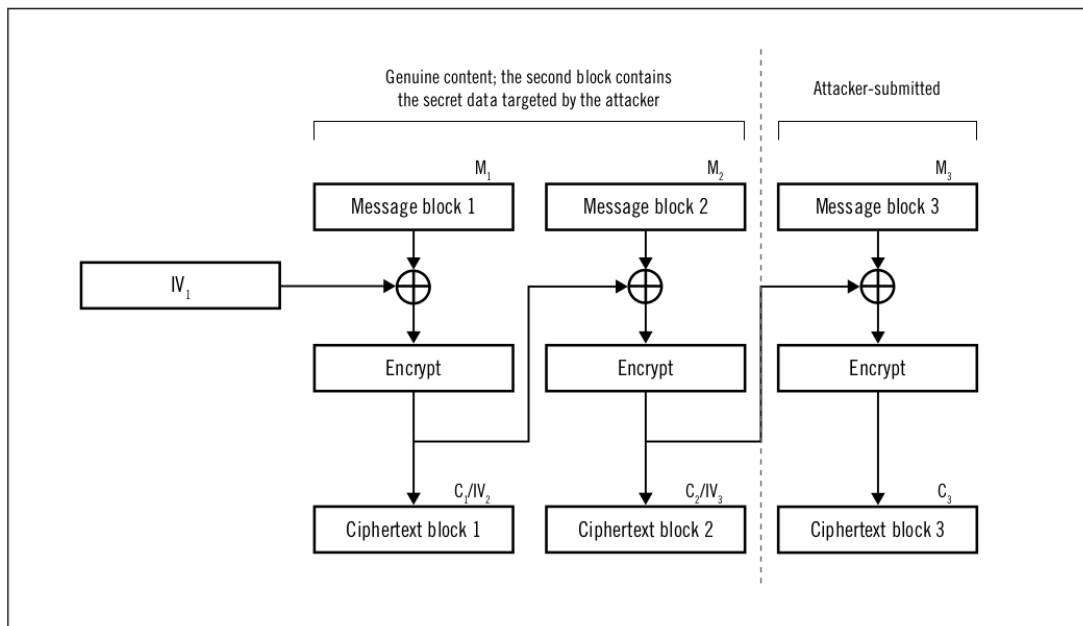 Genuine content; the second block contains
the secret data targeted by the attacker
Attacker-submitted
M₁
M₂
M₃
Message block 1
Message block 2
Message block 3
IV₁
Encrypt
Encrypt
Encrypt
C₁/IV₂
C₂/IV₃
C₃
Ciphertext block 1
Ciphertext block 2
Ciphertext block 3